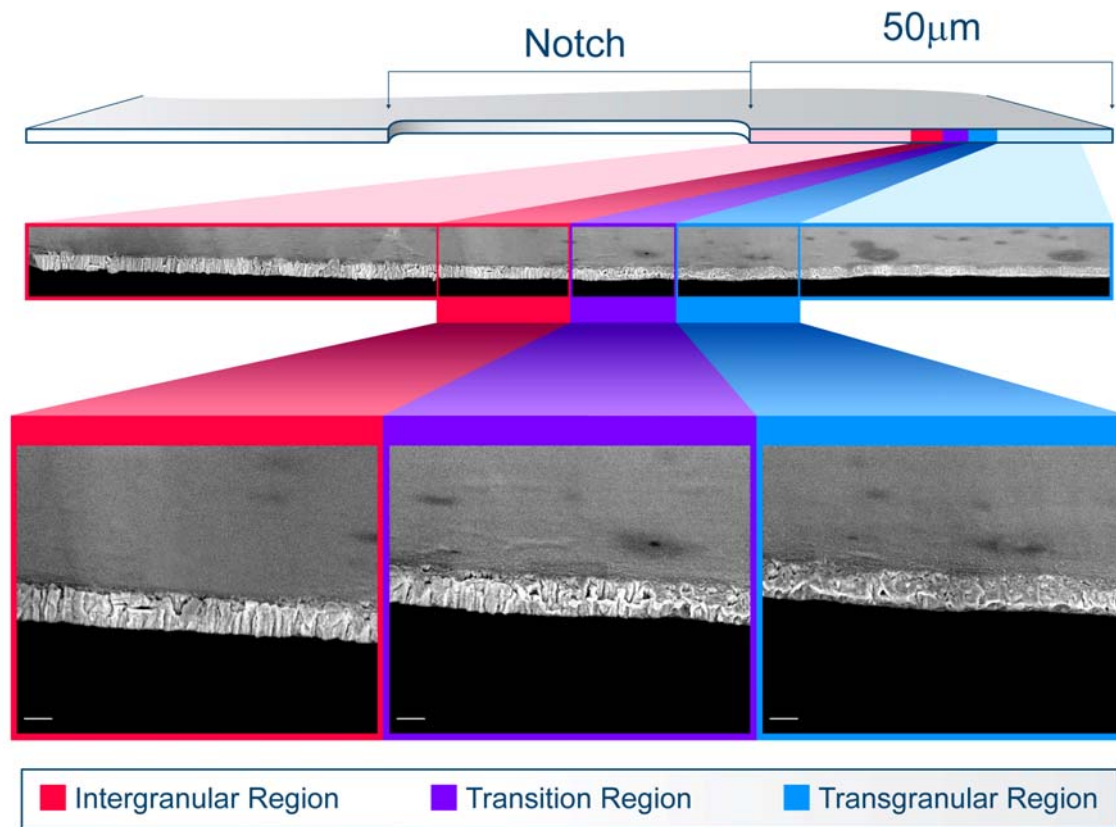 50μm
Notch
Intergranular Region
Transition Region
Transgranular Region